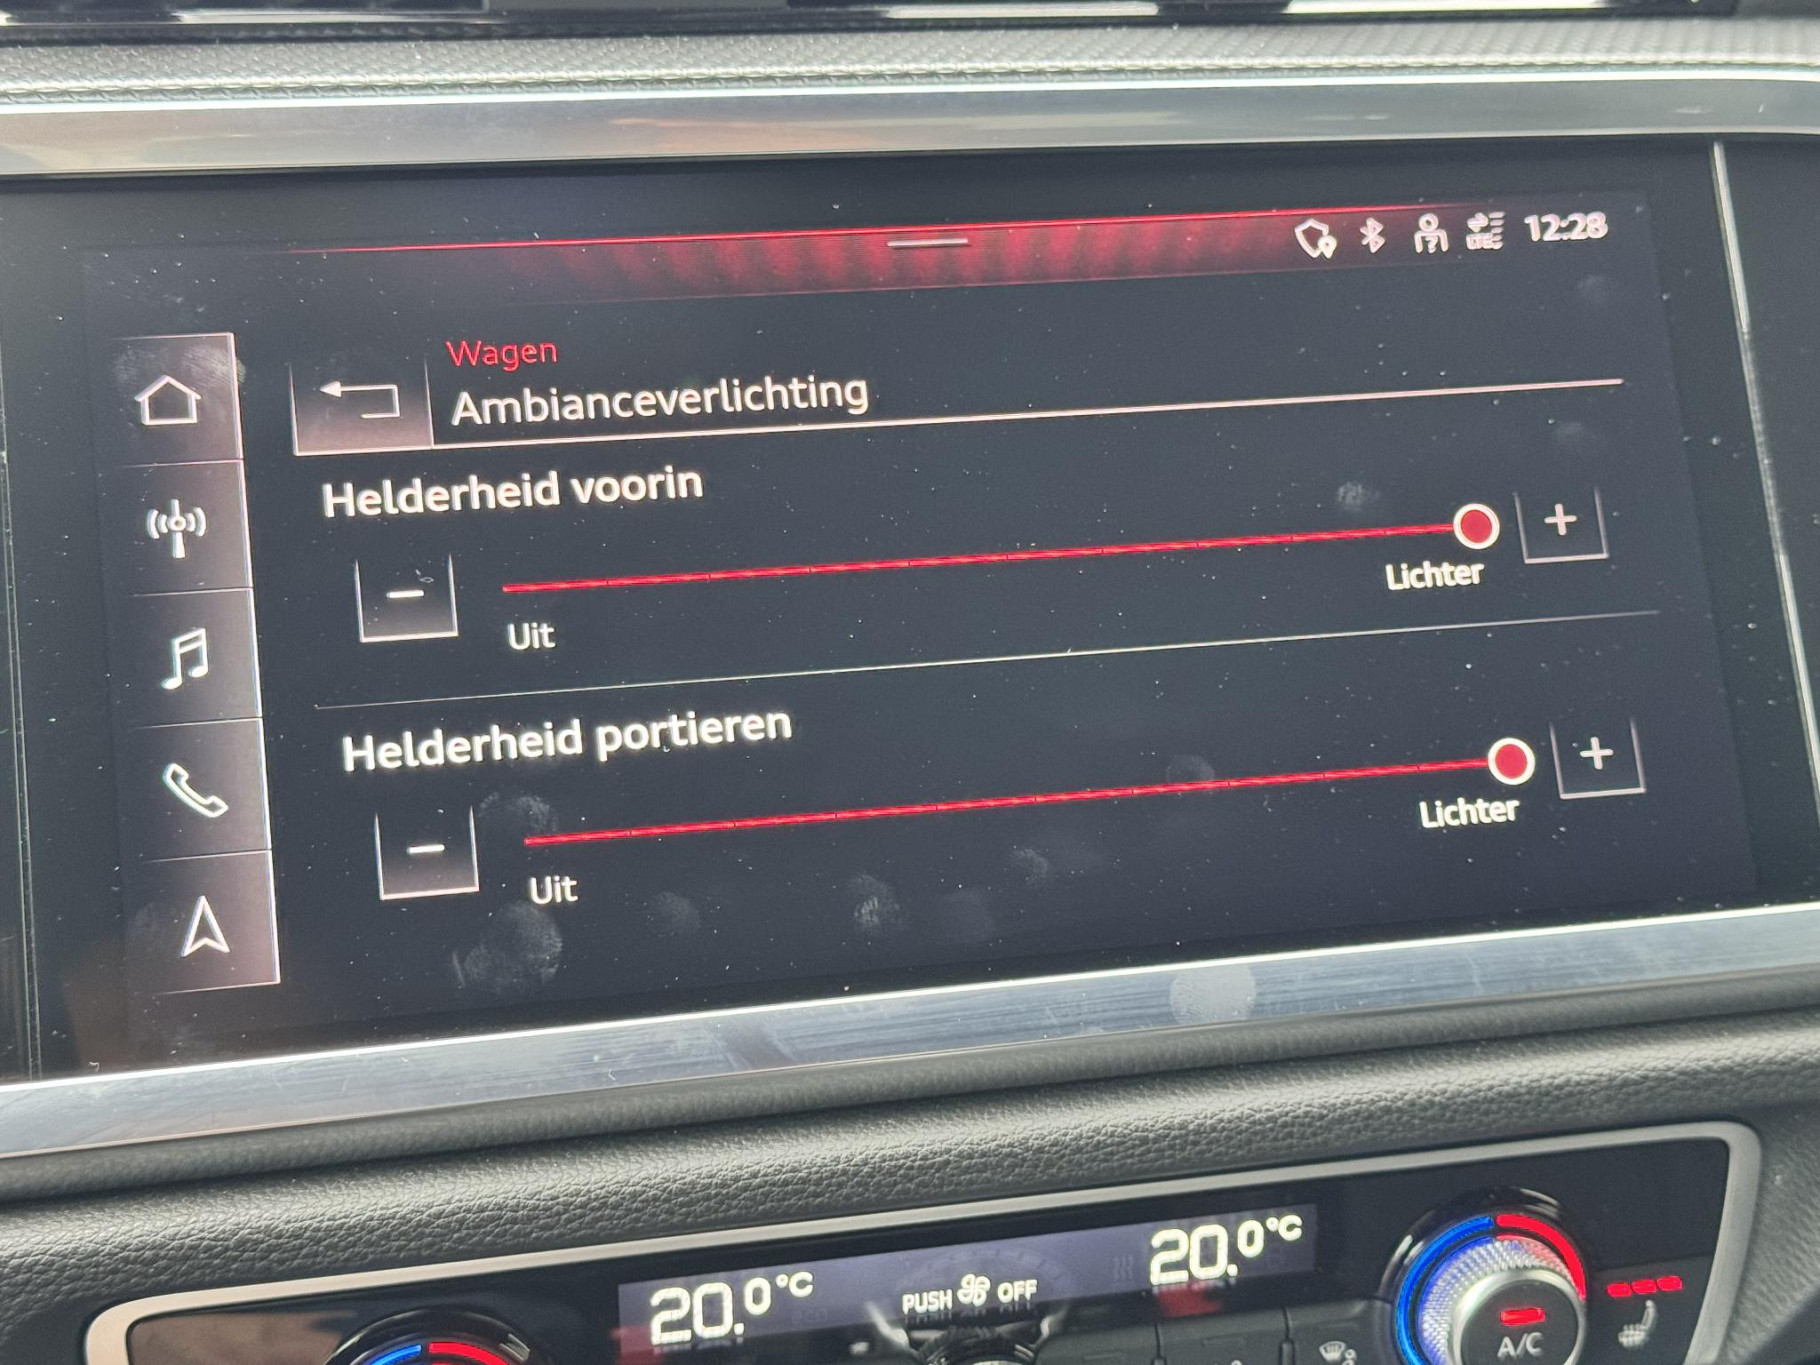 12:28
Wagen
Ambianceverlichting
Helderheid voorin
Uit
Lichter
Helderheid portieren
Uit
Lichter
20.0°C
PUSH OFF
20.0°C
A/C